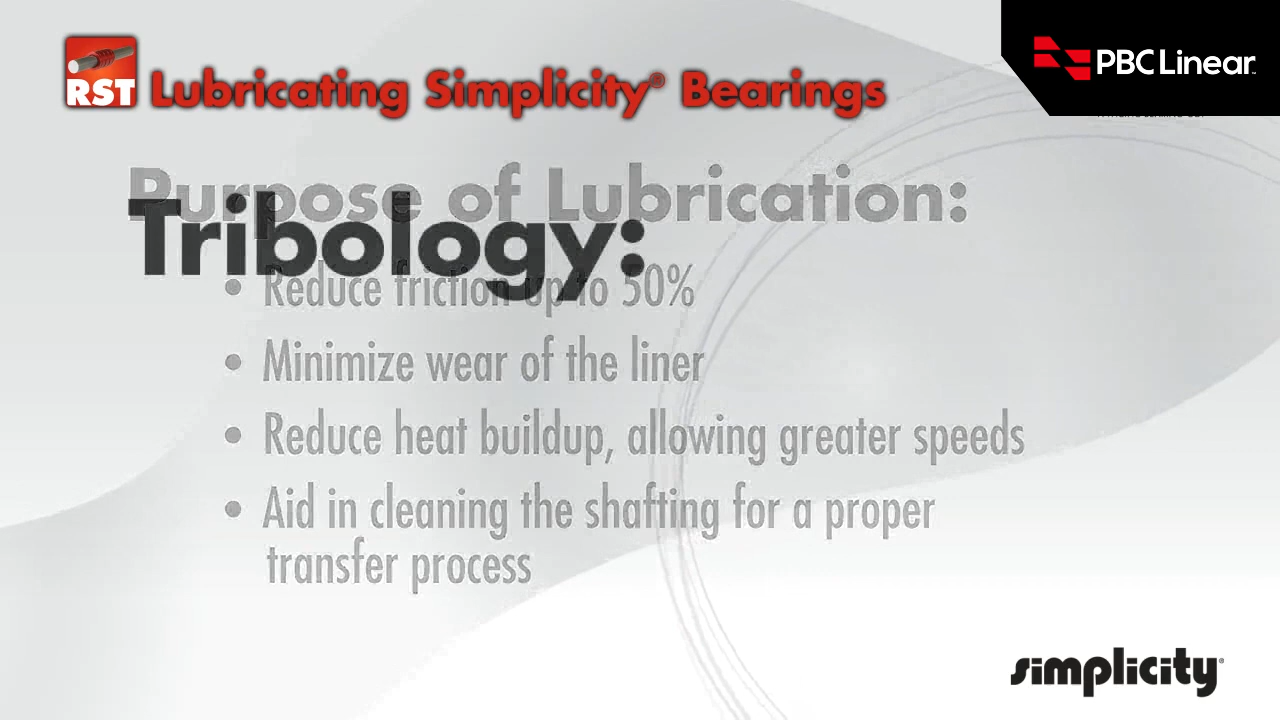 RST Lubricating Simplicity® Bearings
PBC Linear™
Purpose of Lubrication:
Tribology:
• Reduce friction up to 50%
• Minimize wear of the liner
• Reduce heat buildup, allowing greater speeds
• Aid in cleaning the shafting for a proper
transfer process
simplicity®